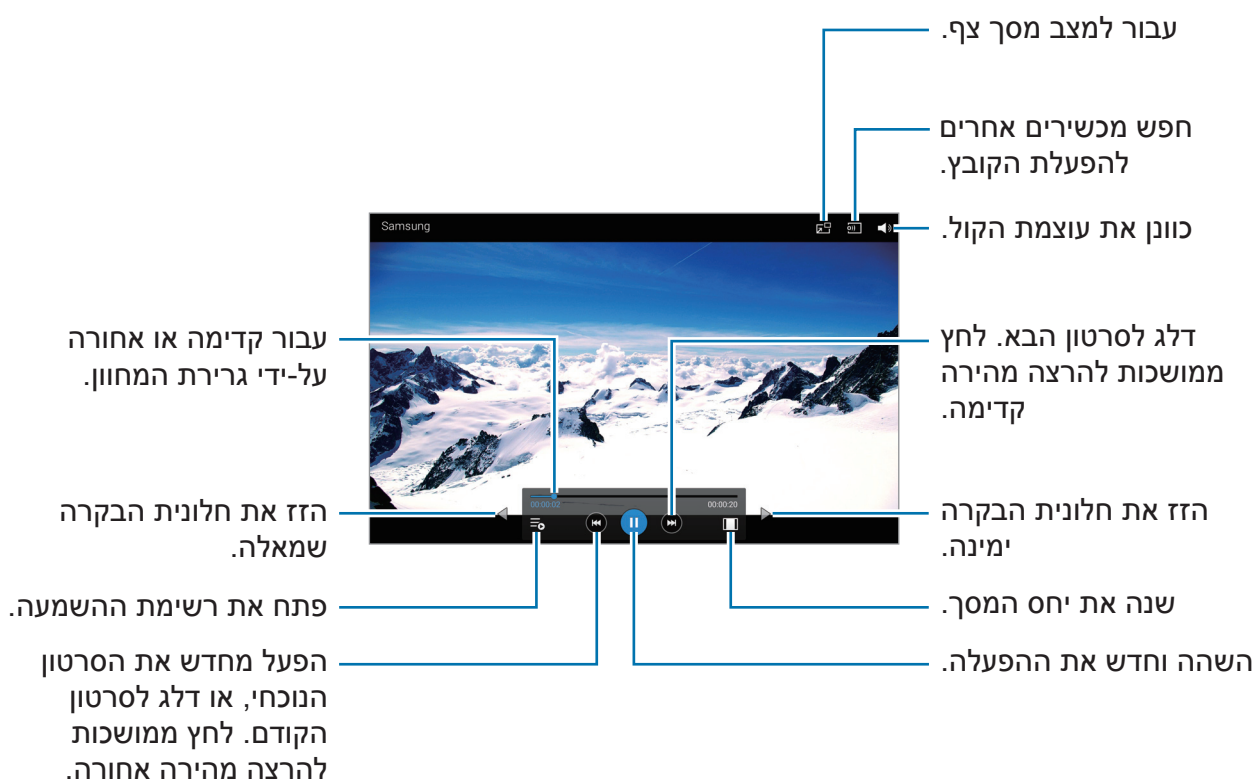 עבור למצב מסך צף.
חפש מכשירים אחרים
להפעלת הקובץ.
Samsung
כוונן את עוצמת הקול.
דלג לסרטון הבא. לחץ
ממושכות להרצה מהירה
קדימה.
עבור קדימה או אחורה
על-ידי גרירת המחוון.
00:00:02
00:00:20
הזז את חלונית הבקרה
ימינה.
הזז את חלונית הבקרה
שמאלה.
שנה את יחס המסך.
פתח את רשימת ההשמעה.
השהה וחדש את ההפעלה.
הפעל מחדש את הסרטון
הנוכחי, או דלג לסרטון
הקודם. לחץ ממושכות
להרצה מהירה אחורה.